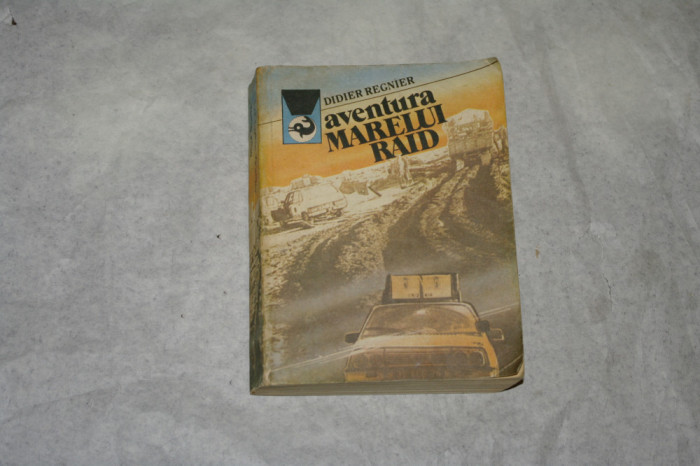 DIDIER REGNIER
aventura
MARELUI
RAID